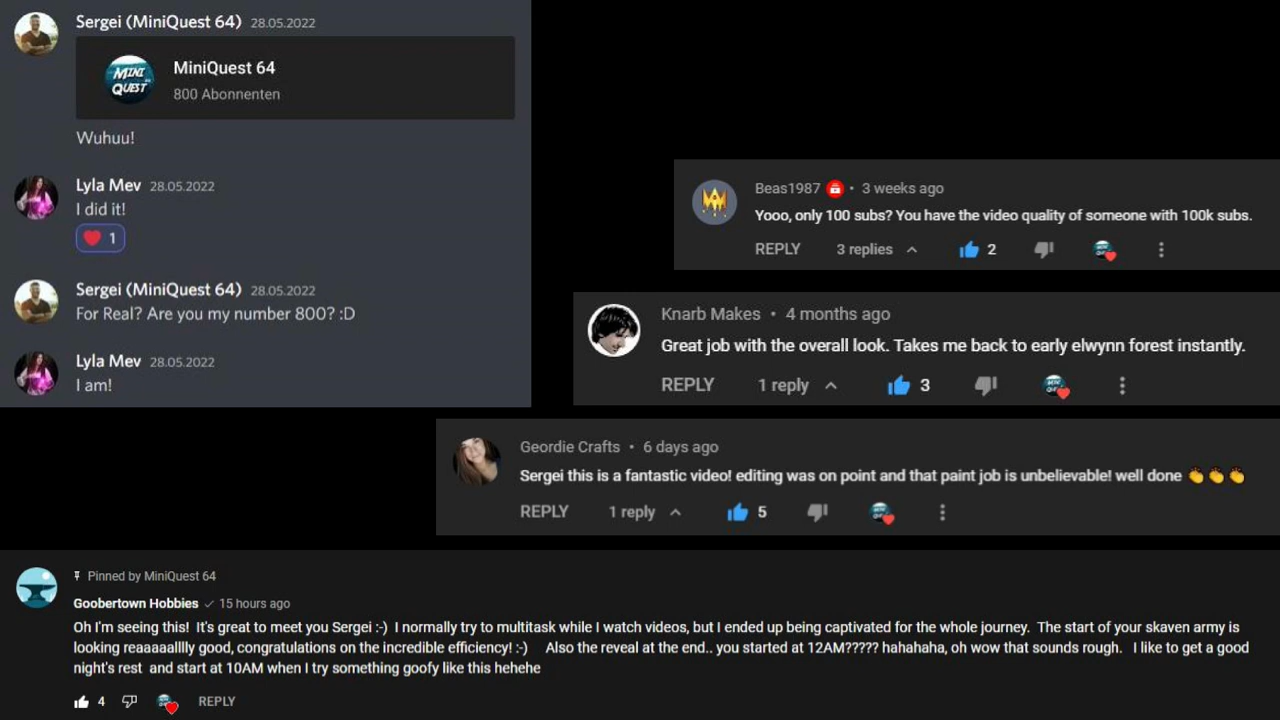 Sergei (MiniQuest 64) 28.05.2022
MINI QUEST
MiniQuest 64
800 Abonnenten
Wuhuu!
Lyla Mev 28.05.2022
I did it!
❤ 1
Sergei (MiniQuest 64) 28.05.2022
For Real? Are you my number 800? :D
Lyla Mev 28.05.2022
I am!
Beas1987 • 3 weeks ago
Yooo, only 100 subs? You have the video quality of someone with 100k subs.
REPLY 3 replies 2
Knarb Makes • 4 months ago
Great job with the overall look. Takes me back to early elwynn forest instantly.
REPLY 1 reply 3
Geordie Crafts • 6 days ago
Sergei this is a fantastic video! editing was on point and that paint job is unbelievable! well done 👏👏👏
REPLY 1 reply 5
Pinned by MiniQuest 64
Goobertown Hobbies ✓ 15 hours ago
Oh I'm seeing this! It's great to meet you Sergei :-) I normally try to multitask while I watch videos, but I ended up being captivated for the whole journey. The start of your skaven army is
looking reaaaaalllly good, congratulations on the incredible efficiency! :-) Also the reveal at the end.. you started at 12AM????? hahahaha, oh wow that sounds rough. I like to get a good
night's rest and start at 10AM when I try something goofy like this hehehe
4 REPLY